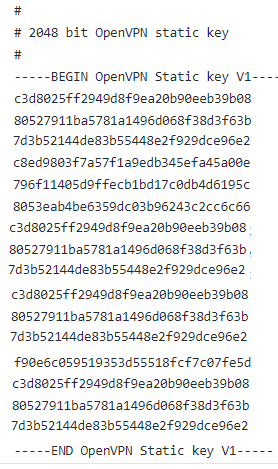 #
# 2048 bit OpenVPN static key
#
-----BEGIN OpenVPN Static key V1----
c3d8025ff2949d8f9ea20b90eeb39b08
80527911ba5781a1496d068f38d3f63b
7d3b52144de83b55448e2f929dce96e2
c8ed9803f7a57f1a9edb345efa45a00e
796f11405d9ffecb1bd17c0db4d6195c
8053eab4be6359dc03b96243c2cc6c66
c3d8025ff2949d8f9ea20b90eeb39b08
80527911ba5781a1496d068f38d3f63b
7d3b52144de83b55448e2f929dce96e2
c3d8025ff2949d8f9ea20b90eeb39b08
80527911ba5781a1496d068f38d3f63b
7d3b52144de83b55448e2f929dce96e2
f90e6c059519353d55518fcf7c07fe5d
c3d8025ff2949d8f9ea20b90eeb39b08
80527911ba5781a1496d068f38d3f63b
7d3b52144de83b55448e2f929dce96e2
-----END OpenVPN Static key V1-----